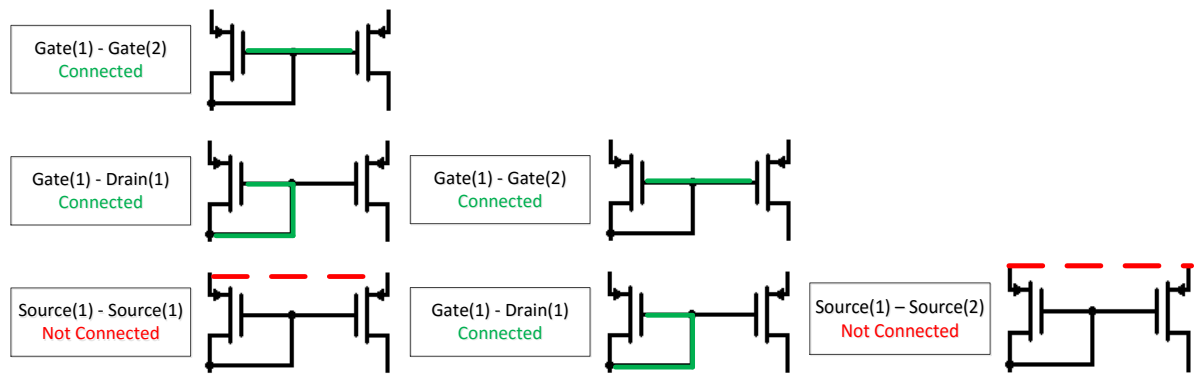 Gate(1) - Gate(2)
Connected
Gate(1) - Drain(1)
Connected
Gate(1) - Gate(2)
Connected
Source(1) - Source(1)
Not Connected
Gate(1) - Drain(1)
Connected
Source(1) – Source(2)
Not Connected